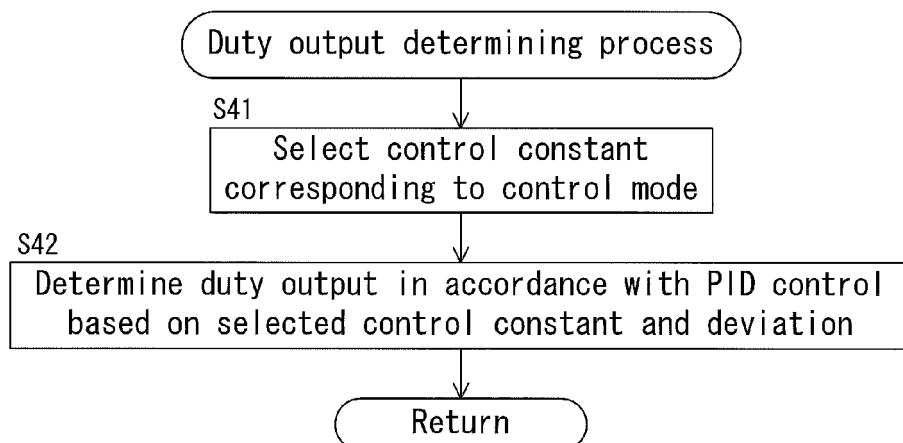 Duty output determining process
S41
Select control constant
corresponding to control mode
S42
Determine duty output in accordance with PID control
based on selected control constant and deviation
Return